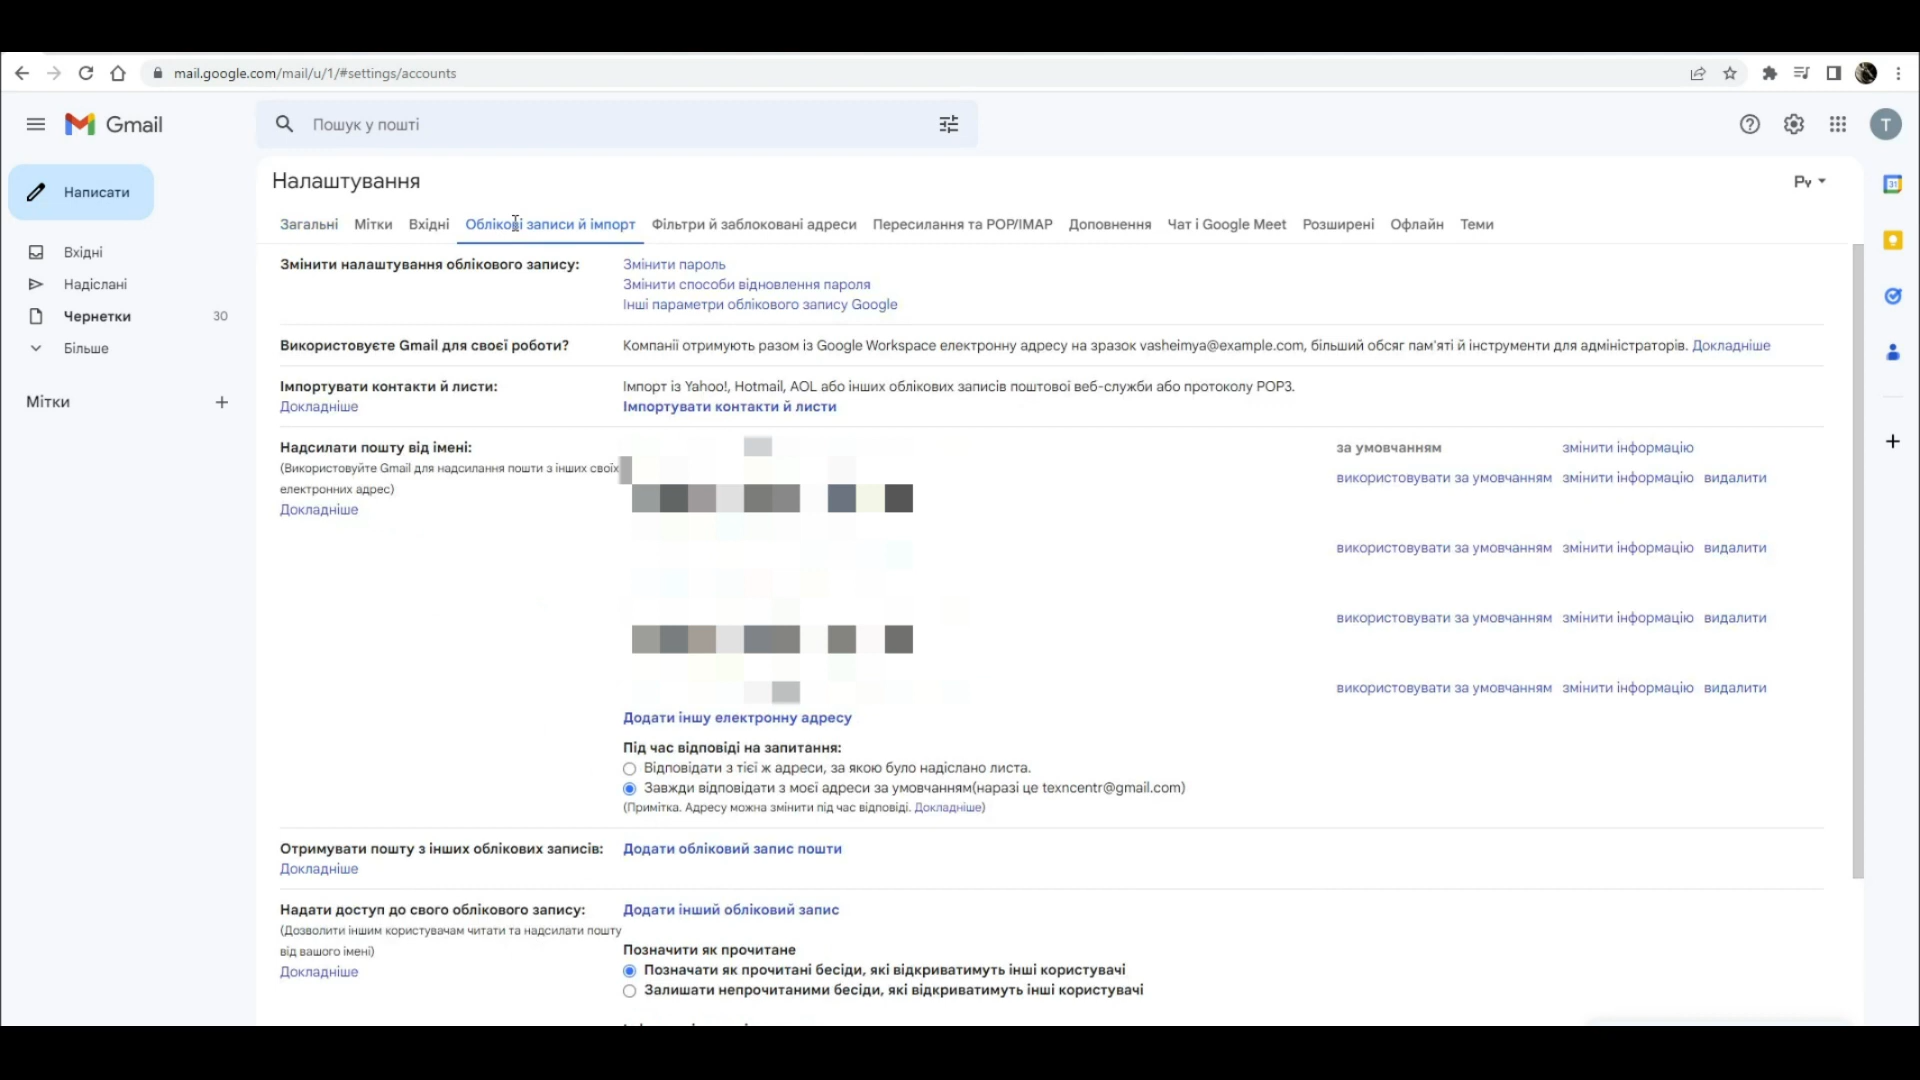 mail.google.com/mail/u/1/#settings/accounts
Gmail
Пошук у пошті
T
Написати
Вхідні
Надіслані
Чернетки 30
Більше
Мітки
Налаштування
Ру
Загальні Мітки Вхідні Облікові записи й імпорт Фільтри й заблоковані адреси Пересилання та POP/IMAP Доповнення Чат і Google Meet Розширені Офлайн Теми
Змінити налаштування облікового запису: Змінити пароль
Змінити способи відновлення пароля
Інші параметри облікового запису Google
Використовуєте Gmail для своєї роботи? Компанії отримують разом із Google Workspace електронну адресу на зразок vasheimya@example.com, більший обсяг пам'яті й інструменти для адміністраторів. Докладніше
Імпортувати контакти й листи: Імпорт із Yahoo!, Hotmail, AOL або інших облікових записів поштової веб-служби або протоколу POP3.
Докладніше Імпортувати контакти й листи
Надсилати пошту від імені: за умовчанням змінити інформацію
(Використовуйте Gmail для надсилання пошти з інших своїх
електронних адрес)
Докладніше
використовувати за умовчанням змінити інформацію видалити
використовувати за умовчанням змінити інформацію видалити
використовувати за умовчанням змінити інформацію видалити
використовувати за умовчанням змінити інформацію видалити
Додати іншу електронну адресу
Під час відповіді на запитання:
Відповідати з тієї ж адреси, за якою було надіслано листа.
Завжди відповідати з моєї адреси за умовчанням(наразі це texncentr@gmail.com)
(Примітка. Адресу можна змінити під час відповіді. Докладніше)
Отримувати пошту з інших облікових записів: Додати обліковий запис пошти
Докладніше
Надати доступ до свого облікового запису: Додати інший обліковий запис
(Дозволити іншим користувачам читати та надсилати пошту
від вашого імені)
Докладніше
Позначити як прочитане
Позначати як прочитані бесіди, які відкриватимуть інші користувачі
Залишати непрочитаними бесіди, які відкриватимуть інші користувачі
31